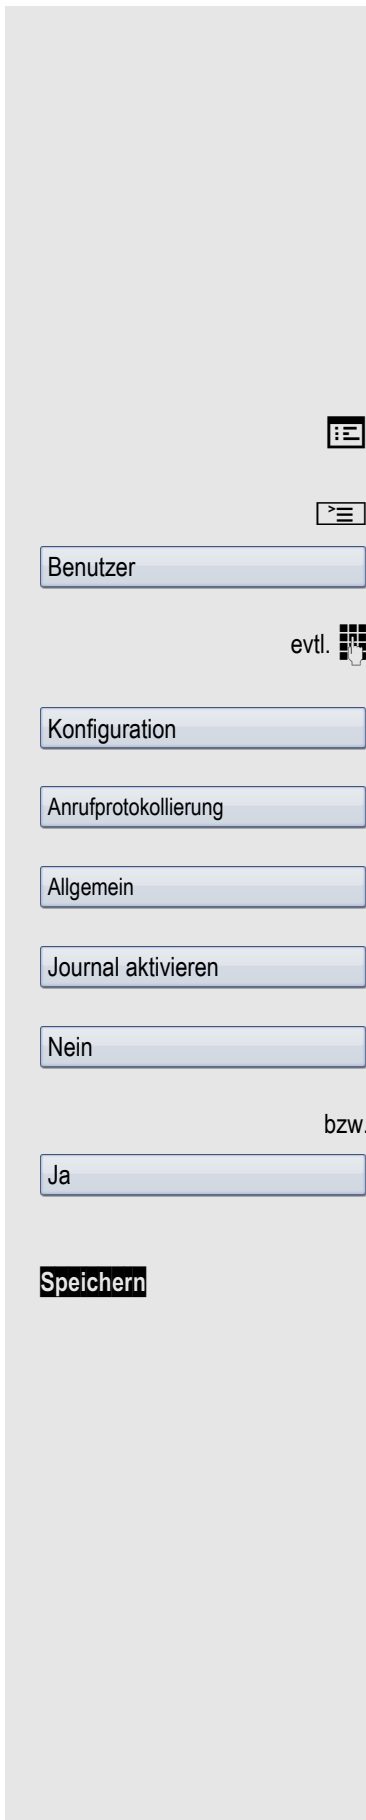 Benutzer
evtl.
Konfiguration
Anrufprotokollierung
Allgemein
Journal aktivieren
Nein
bzw.
Ja
Speichern